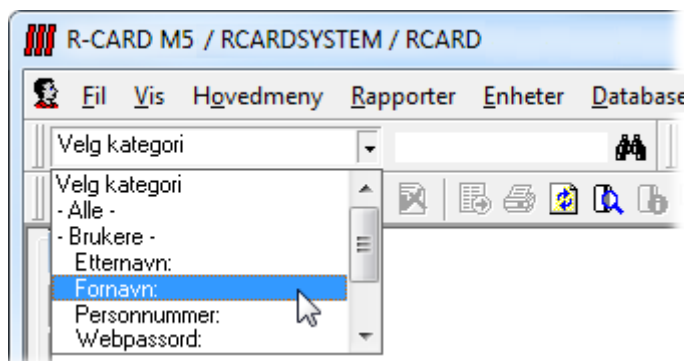 R-CARD M5 / RCARDSYSTEM / RCARD
Fil Vis Hovedmeny Rapporter Enheter Database
Velg kategori
Velg kategori
- Alle -
- Brukere -
Etternavn:
Fornavn:
Personnummer:
Webpassord: